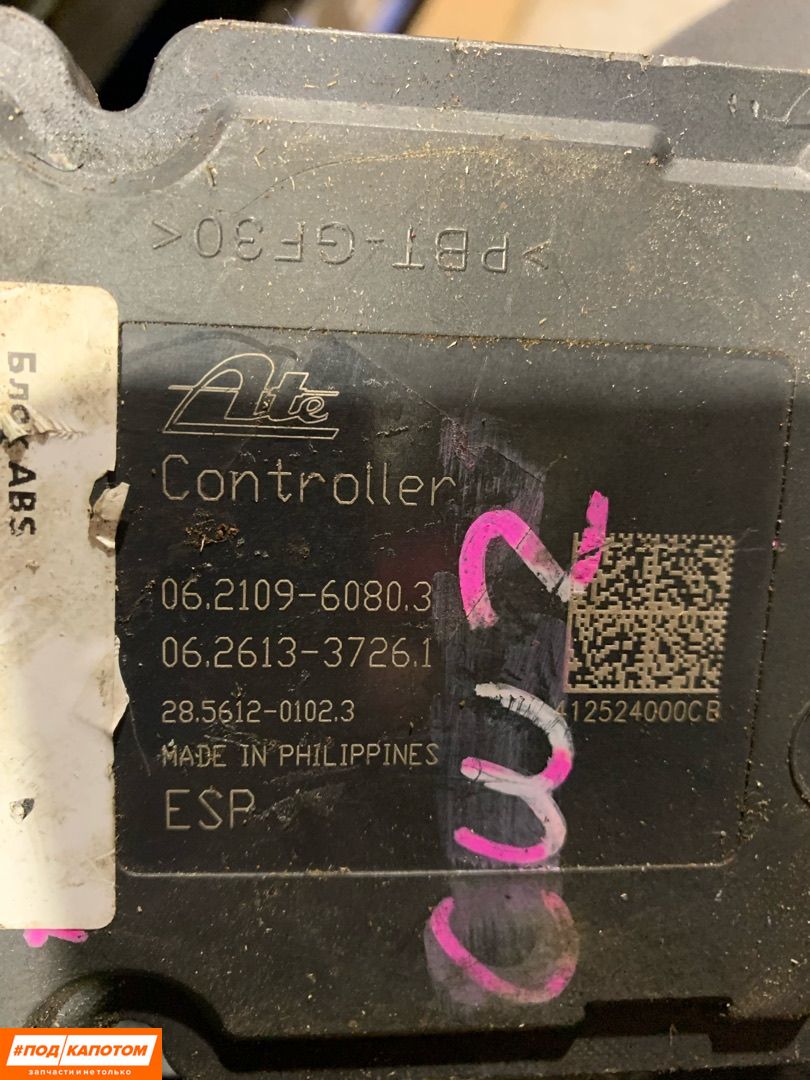 >PBT-GF30<
Блок ABS
Ate
Controller
06.2109-6080.3
06.2613-3726.1
28.5612-0102.3
412524000CB
MADE IN PHILIPPINES
ESP
#ПОД КАПОТОМ
запчасти и не только